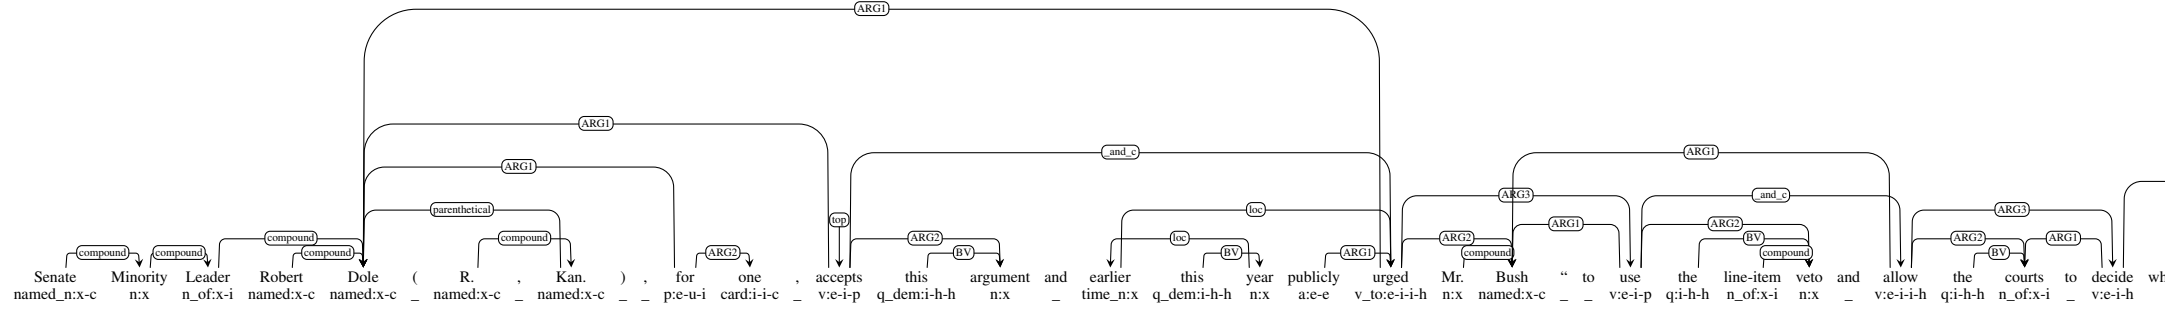 ARG1
ARG1
_and_c ARG1
ARG1
ARG3 _and_c
parenthetical top loc ARG3
compound compound ARG2 loc ARG2 ARG1 ARG2 ARG2 ARG1
compound compound compound ARG2 BV BV ARG1 compound BV compound BV
Senate Minority Leader Robert Dole ( R. , Kan. ) , for one , accepts this argument and earlier this year publicly urged Mr. Bush “ to use the line-item veto and allow the courts to decide wh
named_n:x-c n:x n_of:x-i named:x-c named:x-c _ named:x-c _ named:x-c _ _ p:e-u-i card:i-i-c _ v:e-i-p q_dem:i-h-h n:x _ time_n:x q_dem:i-h-h n:x a:e-e v_to:e-i-i-h n:x named:x-c _ _ v:e-i-p q:i-h-h n_of:x-i n:x _ v:e-i-i-h q:i-h-h n_of:x-i _ v:e-i-h